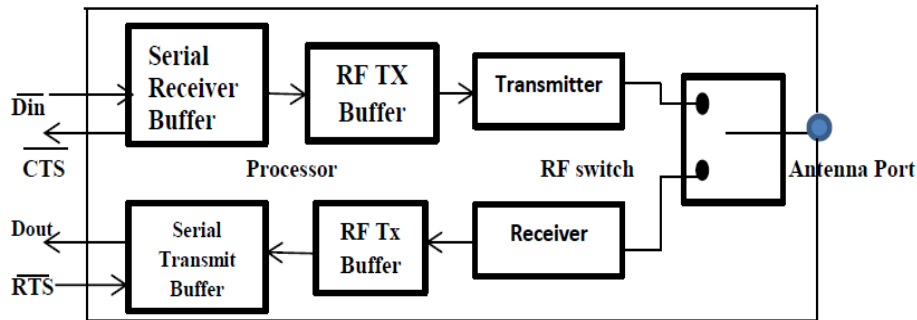 Serial
Receiver
Buffer
RF TX
Buffer
Transmitter
Din
CTS
Processor
RF switch
Antenna Port
Dout
RTS
Serial
Transmit
Buffer
RF Tx
Buffer
Receiver